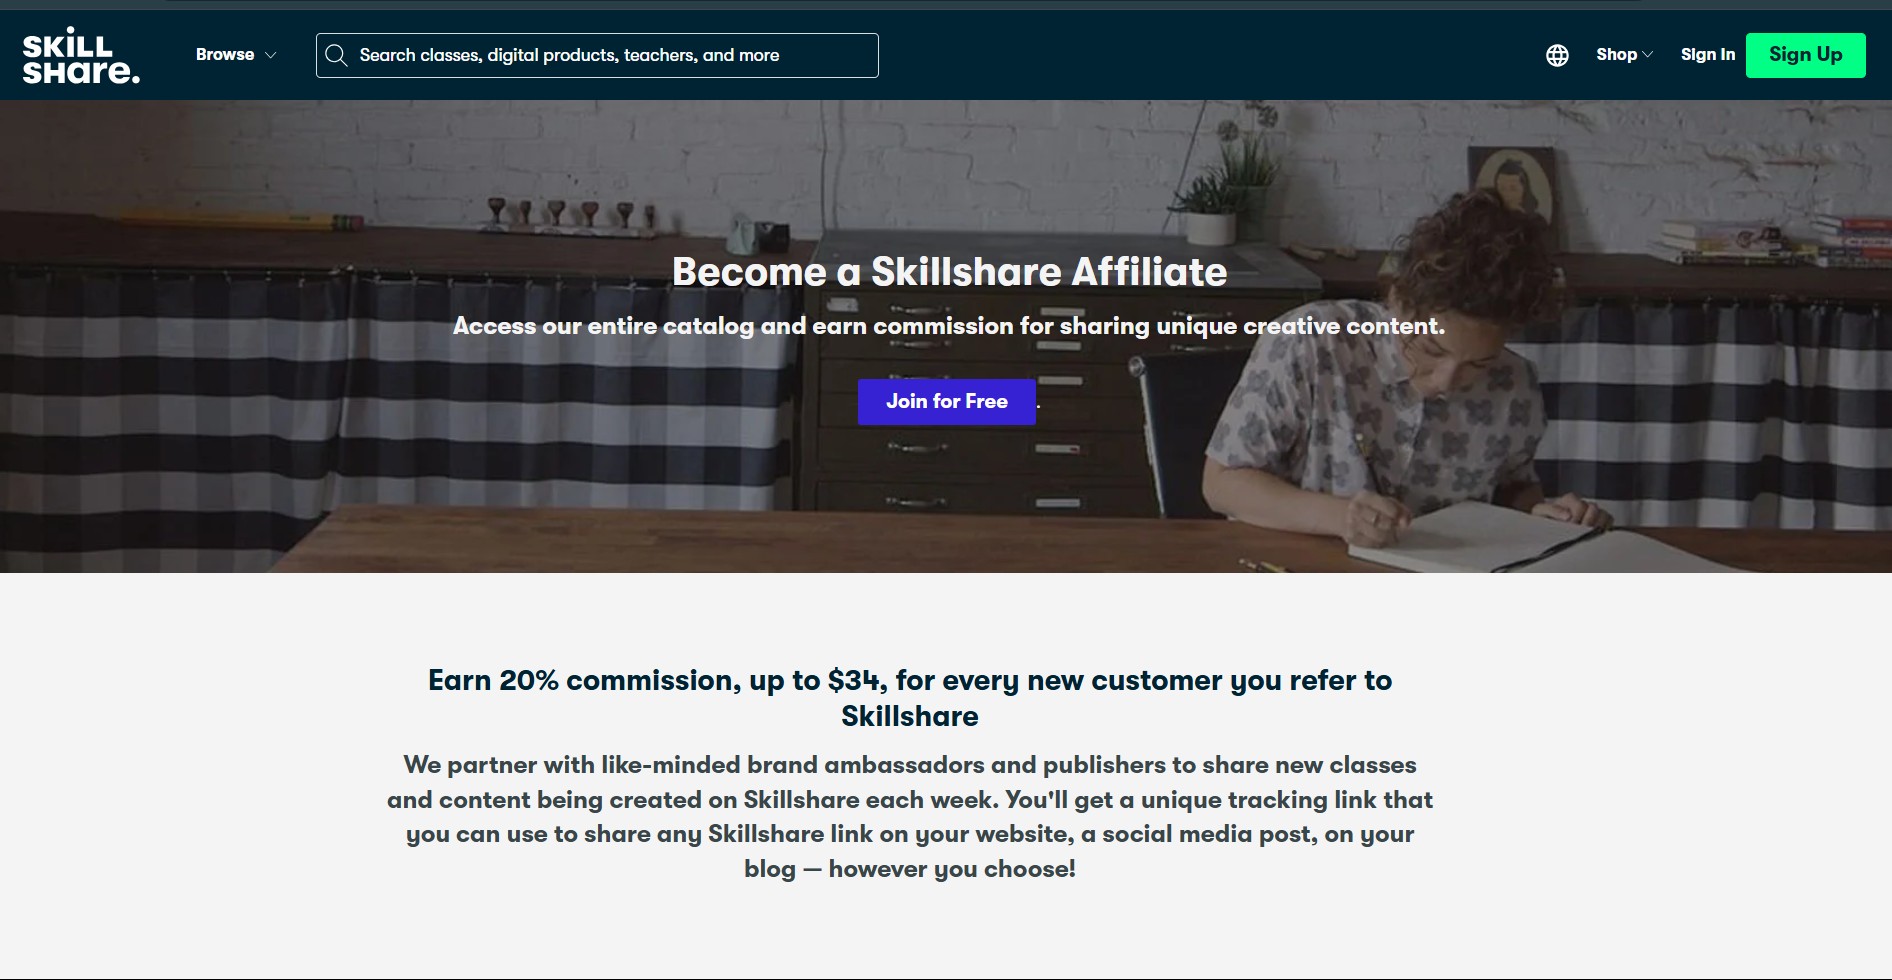 SKILL
SHare.
Browse
Search classes, digital products, teachers, and more
Shop
Sign In
Sign Up
Become a Skillshare Affiliate
Access our entire catalog and earn commission for sharing unique creative content.
Join for Free
.
Earn 20% commission, up to $34, for every new customer you refer to
Skillshare
We partner with like-minded brand ambassadors and publishers to share new classes
and content being created on Skillshare each week. You'll get a unique tracking link that
you can use to share any Skillshare link on your website, a social media post, on your
blog — however you choose!